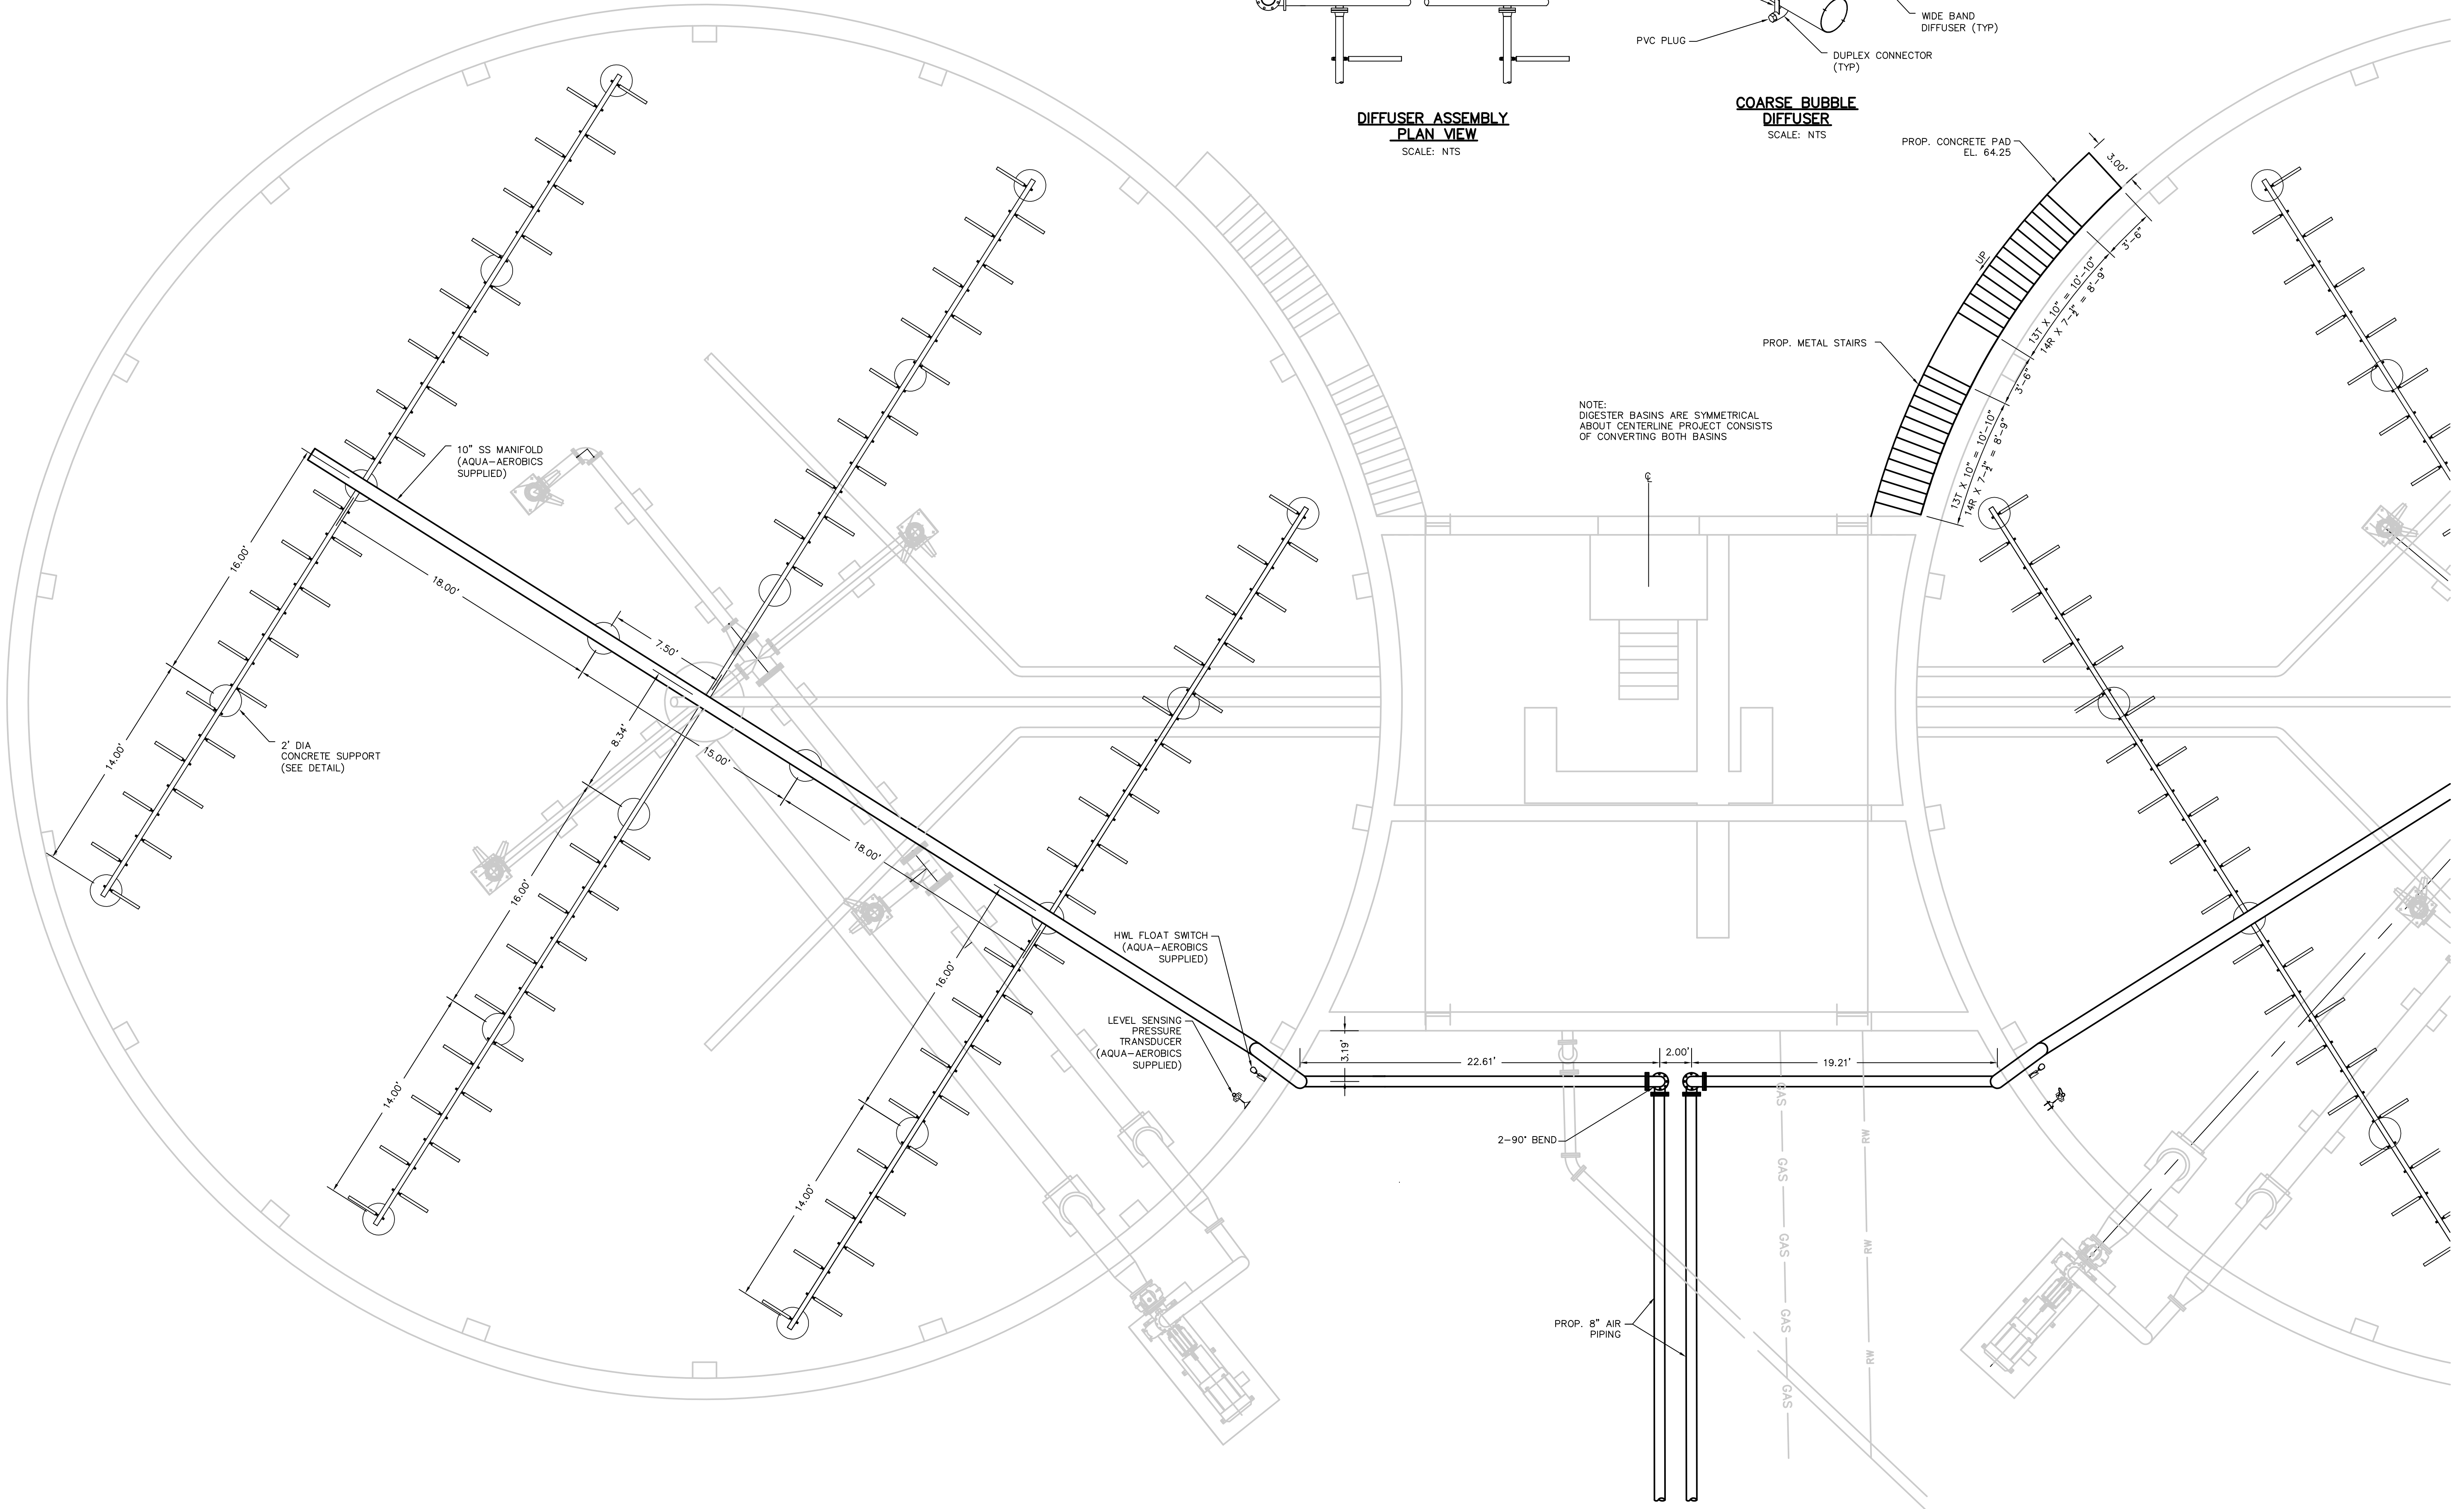 WIDE BAND
DIFFUSER (TYP)
PVC PLUG
DUPLEX CONNECTOR
(TYP)
DIFFUSER ASSEMBLY
PLAN VIEW
SCALE: NTS
COARSE BUBBLE
DIFFUSER
SCALE: NTS
PROP. CONCRETE PAD
EL. 64.25
3.00'
3'-6"
UP
13T X 10" = 10'-10"
14R X 7-1/2" = 8'-9"
PROP. METAL STAIRS
3'-6"
13T X 10" = 10'-10"
14R X 7-1/2" = 8'-9"
NOTE:
DIGESTER BASINS ARE SYMMETRICAL
ABOUT CENTERLINE PROJECT CONSISTS
OF CONVERTING BOTH BASINS
℄
10" SS MANIFOLD
(AQUA-AEROBICS
SUPPLIED)
16.00'
18.00'
7.50'
14.00'
2' DIA
CONCRETE SUPPORT
(SEE DETAIL)
8.34'
15.00'
16.00'
18.00'
14.00'
16.00'
14.00'
HWL FLOAT SWITCH
(AQUA-AEROBICS
SUPPLIED)
LEVEL SENSING
PRESSURE
TRANSDUCER
(AQUA-AEROBICS
SUPPLIED)
3.19'
22.61'
2.00'
19.21'
2-90° BEND
PROP. 8" AIR
PIPING
GAS
GAS
GAS
GAS
GAS
GAS
RW
RW
RW